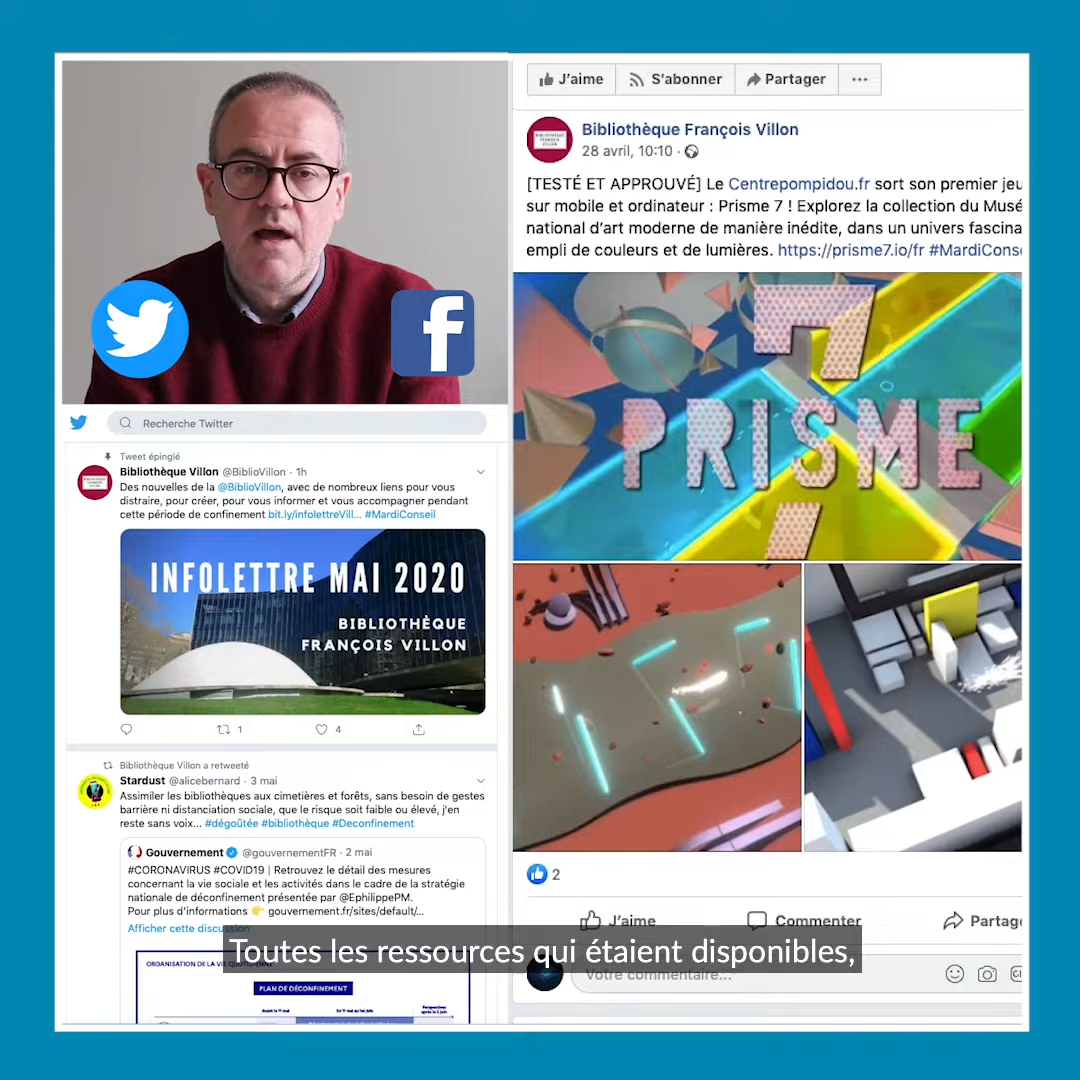 Recherche Twitter
Tweet épinglé
Bibliothèque Villon @BiblioVillon · 1h
Des nouvelles de la @BiblioVillon, avec de nombreux liens pour vous
distraire, pour créer, pour vous informer et vous accompagner pendant
cette période de confinement bit.ly/infolettreVill... #MardiConseil
INFOLETTRE MAI 2020
BIBLIOTHÈQUE
FRANÇOIS VILLON
1
4
Bibliothèque Villon a retweeté
Stardust @alicebernard · 3 mai
Assimiler les bibliothèques aux cimetières et forêts, sans besoin de gestes
barrière ni distanciation sociale, que le risque soit faible ou élevé, j'en
reste sans voix... #dégoûtée #bibliothèque #Deconfinement
Gouvernement @gouvernementFR · 2 mai
#CORONAVIRUS #COVID19 | Retrouvez le détail des mesures
concernant la vie sociale et les activités dans le cadre de la stratégie
nationale de déconfinement présentée par @EphilippePM.
Pour plus d'informations 👉 gouvernement.fr/sites/default/...
Afficher cette discussion
ORGANISATION DE LA VIE QUOTIDIENNE
PLAN DE DÉCONFINEMENT
J'aime
S'abonner
Partager
Bibliothèque François Villon
28 avril, 10:10 ·
[TESTÉ ET APPROUVÉ] Le Centrepompidou.fr sort son premier jeu
sur mobile et ordinateur : Prisme 7 ! Explorez la collection du Musé
national d'art moderne de manière inédite, dans un univers fascina
empli de couleurs et de lumières. https://prisme7.io/fr #MardiConse
7
PRISME
7
2
J'aime
Commenter
Partage
Votre commentaire...
Toutes les ressources qui étaient disponibles,